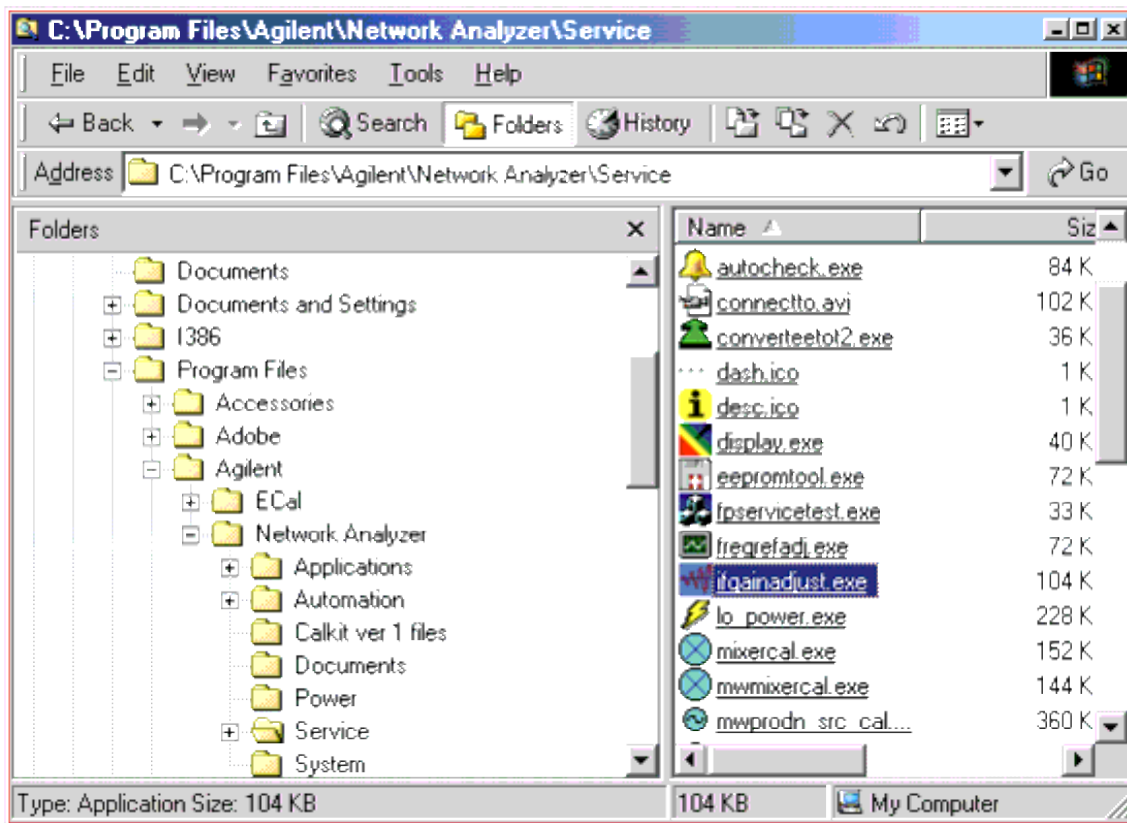 C:\Program Files\Agilent\Network Analyzer\Service
File Edit View Favorites Tools Help
Back Search Folders History
Address C:\Program Files\Agilent\Network Analyzer\Service Go
Folders
Documents
Documents and Settings
I386
Program Files
Accessories
Adobe
Agilent
ECal
Network Analyzer
Applications
Automation
Calkit ver 1 files
Documents
Power
Service
System
Name Siz
autocheck.exe 84 K
connectto.avi 102 K
converteetot2.exe 36 K
dash.ico 1 K
desc.ico 1 K
display.exe 40 K
eepromtool.exe 72 K
fpservicetest.exe 33 K
freqrefadj.exe 72 K
ifgainadjust.exe 104 K
lo_power.exe 228 K
mixercal.exe 152 K
mwmixercal.exe 144 K
mwprodn_src_cal.... 360 K
Type: Application Size: 104 KB 104 KB My Computer